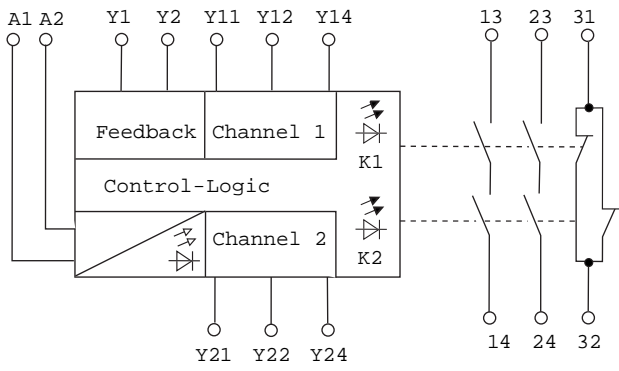 A1 A2 Y1 Y2 Y11 Y12 Y14 13 23 31
Feedback Channel 1
K1
Control-Logic
Channel 2
K2
14 24 32
Y21 Y22 Y24